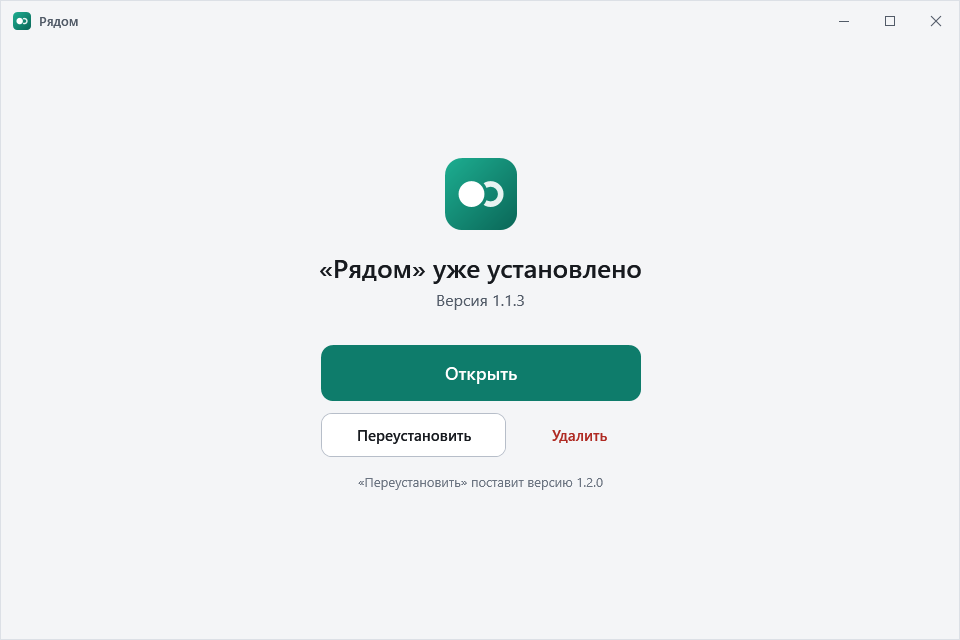 Рядом
«Рядом» уже установлено
Версия 1.1.3
Открыть
Переустановить
Удалить
«Переустановить» поставит версию 1.2.0